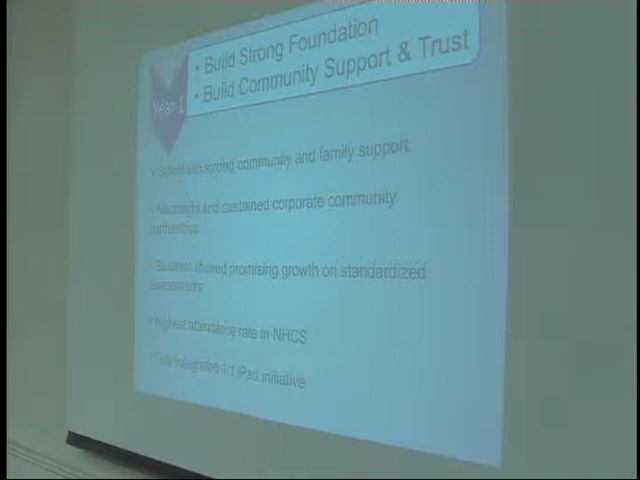 • Build Strong Foundation
• Build Community Support & Trust
Year 1
School with strong community and family support
and sustained corporate community
partnerships
Students showed promising growth on standardized
assessments
Highest attendance rate in NHCS
Fully integrated 1:1 iPad initiative